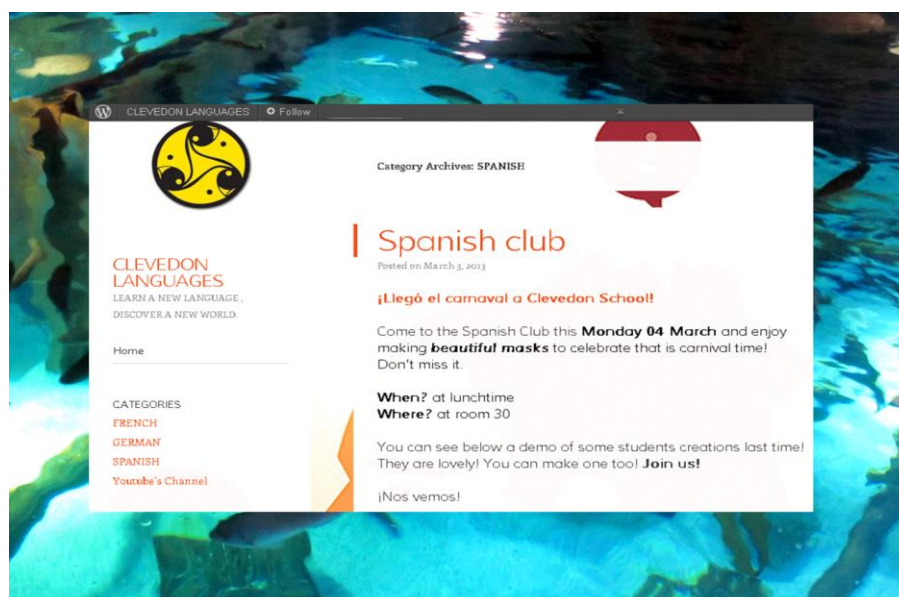 CLEVEDON LANGUAGES Follow
Category Archives: SPANISH
CLEVEDON
LANGUAGES
LEARN A NEW LANGUAGE ,
DISCOVER A NEW WORLD.
Home
CATEGORIES
FRENCH
GERMAN
SPANISH
Youtube's Channel
Spanish club
Posted on March 3, 2013
¡Llegó el carnaval a Clevedon School!
Come to the Spanish Club this Monday 04 March and enjoy
making beautiful masks to celebrate that is carnival time!
Don't miss it.
When? at lunchtime
Where? at room 30
You can see below a demo of some students creations last time!
They are lovely! You can make one too! Join us!
¡Nos vemos!